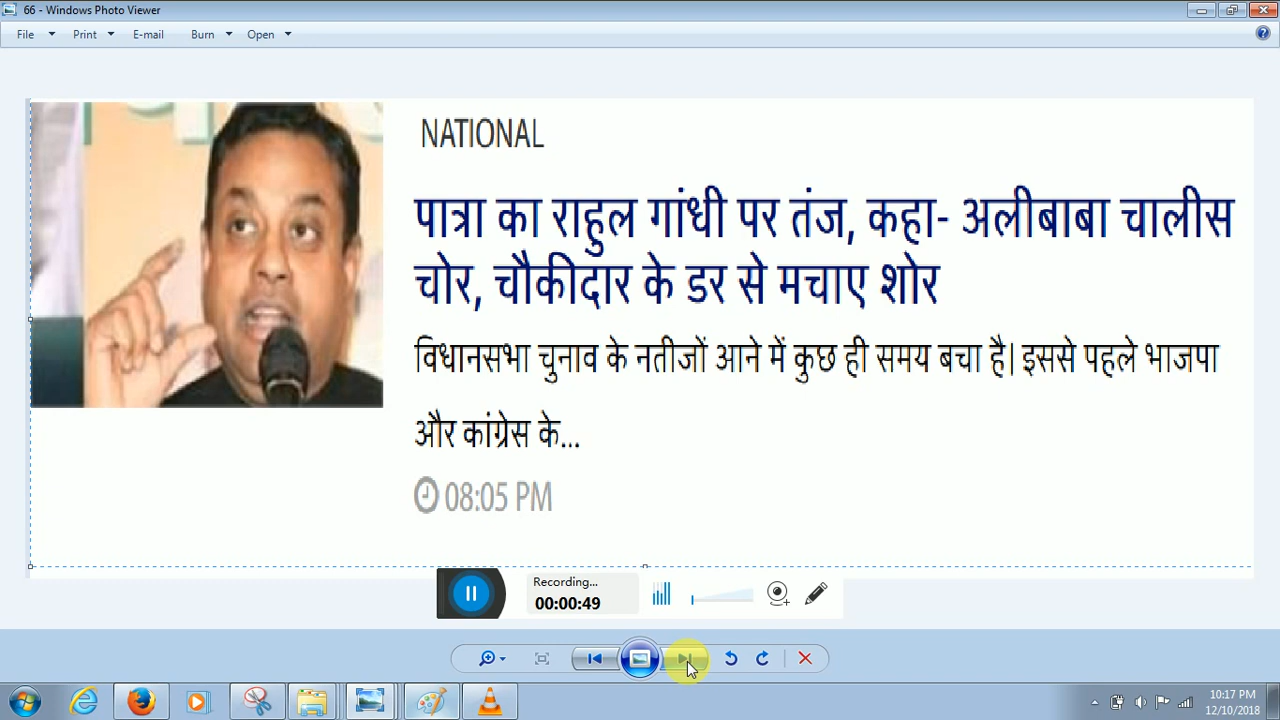 66 - Windows Photo Viewer
File Print E-mail Burn Open
NATIONAL
पात्रा का राहुल गांधी पर तंज, कहा- अलीबाबा चालीस
चोर, चौकीदार के डर से मचाए शोर
विधानसभा चुनाव के नतीजों आने में कुछ ही समय बचा है। इससे पहले भाजपा
और कांग्रेस के...
08:05 PM
Recording...
00:00:49
10:17 PM
12/10/2018